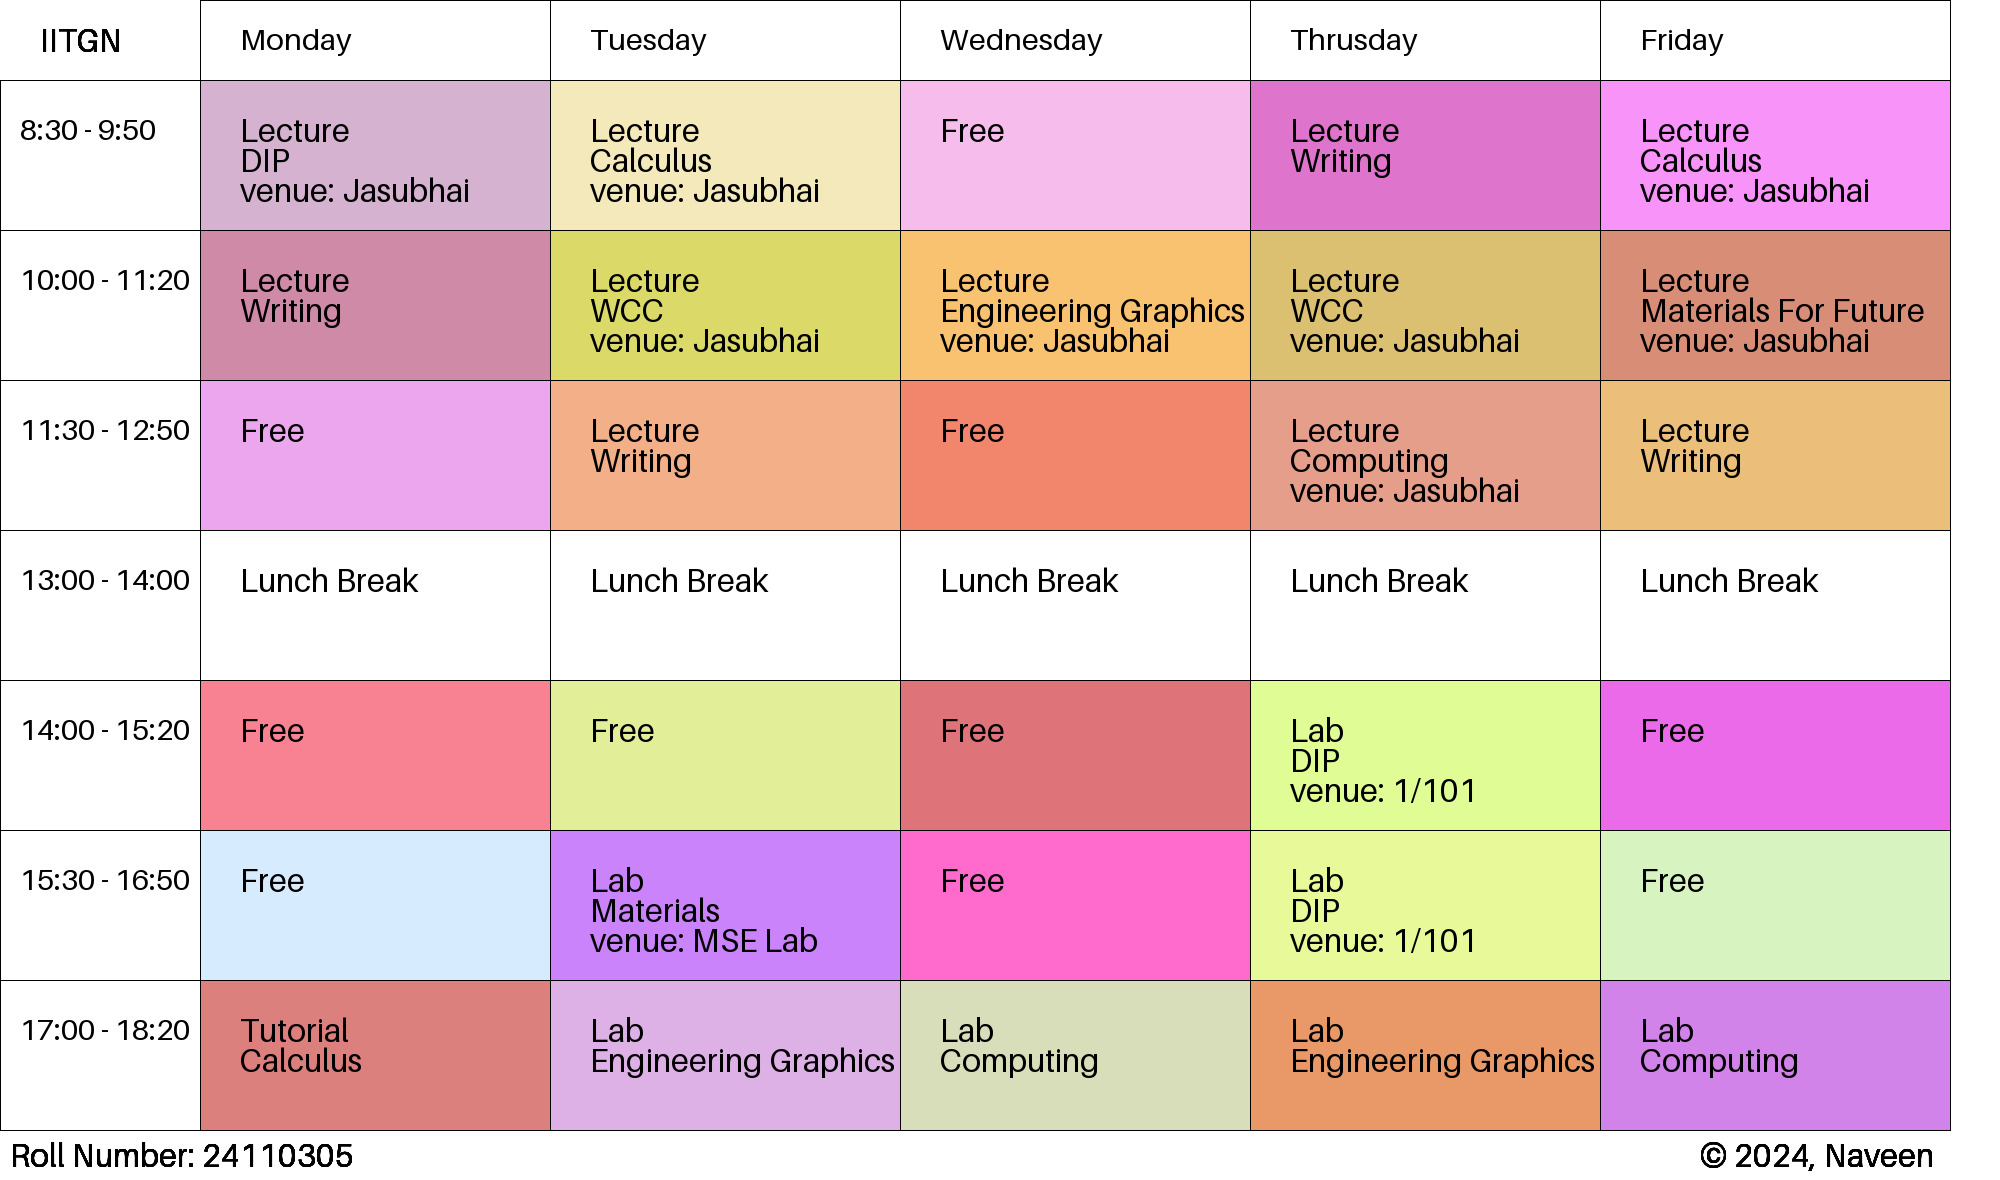 IITGN
Monday
Tuesday
Wednesday
Thrusday
Friday
8:30 - 9:50
Lecture
DIP
venue: Jasubhai
Lecture
Calculus
venue: Jasubhai
Free
Lecture
Writing
Lecture
Calculus
venue: Jasubhai
10:00 - 11:20
Lecture
Writing
Lecture
WCC
venue: Jasubhai
Lecture
Engineering Graphics
venue: Jasubhai
Lecture
WCC
venue: Jasubhai
Lecture
Materials For Future
venue: Jasubhai
11:30 - 12:50
Free
Lecture
Writing
Free
Lecture
Computing
venue: Jasubhai
Lecture
Writing
13:00 - 14:00
Lunch Break
Lunch Break
Lunch Break
Lunch Break
Lunch Break
14:00 - 15:20
Free
Free
Free
Lab
DIP
venue: 1/101
Free
15:30 - 16:50
Free
Lab
Materials
venue: MSE Lab
Free
Lab
DIP
venue: 1/101
Free
17:00 - 18:20
Tutorial
Calculus
Lab
Engineering Graphics
Lab
Computing
Lab
Engineering Graphics
Lab
Computing
Roll Number: 24110305
© 2024, Naveen